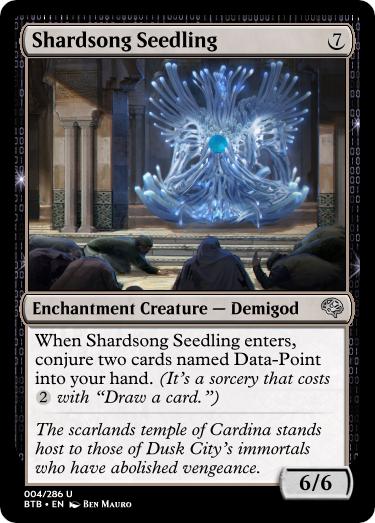 Shardsong Seedling 7
Enchantment Creature — Demigod
When Shardsong Seedling enters,
conjure two cards named Data-Point
into your hand. (It's a sorcery that costs
2 with “Draw a card.”)
The scarlands temple of Cardina stands
host to those of Dusk City's immortals
who have abolished vengeance.
6/6
004/286 U
BTB • EN Ben Mauro